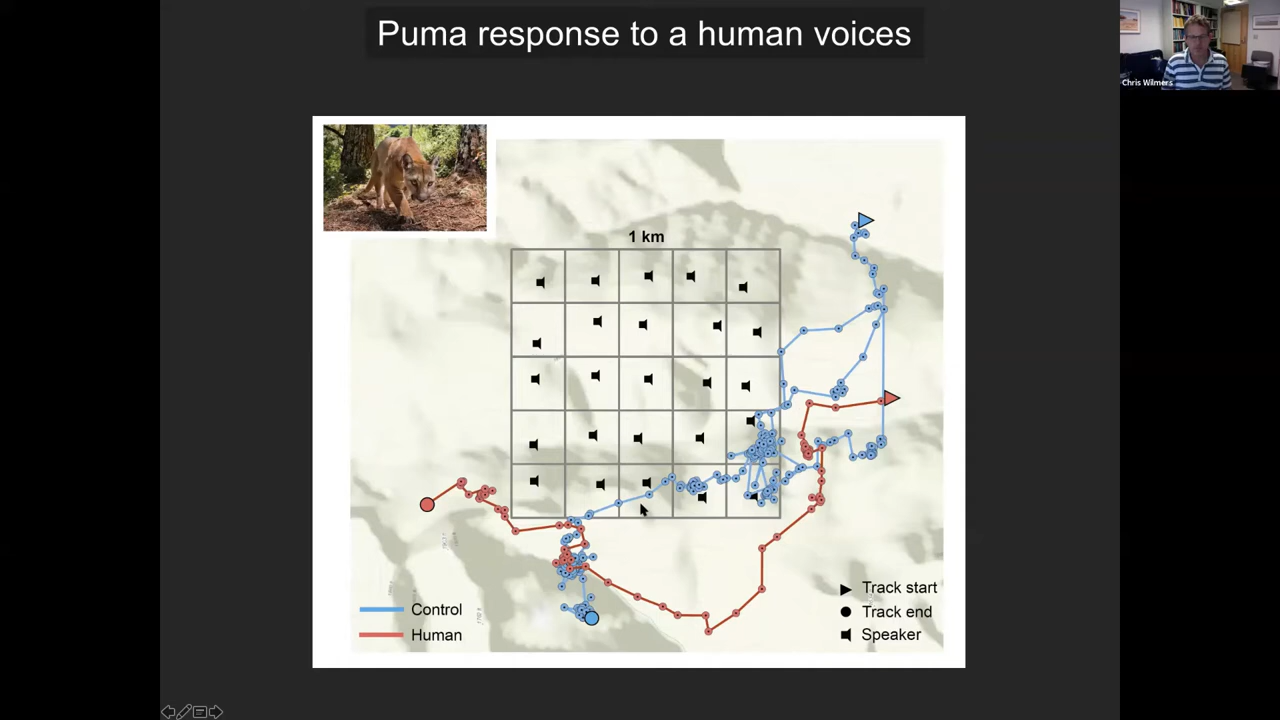 Puma response to a human voices
Chris Wilmers
1 km
Control
Human
Track start
Track end
Speaker